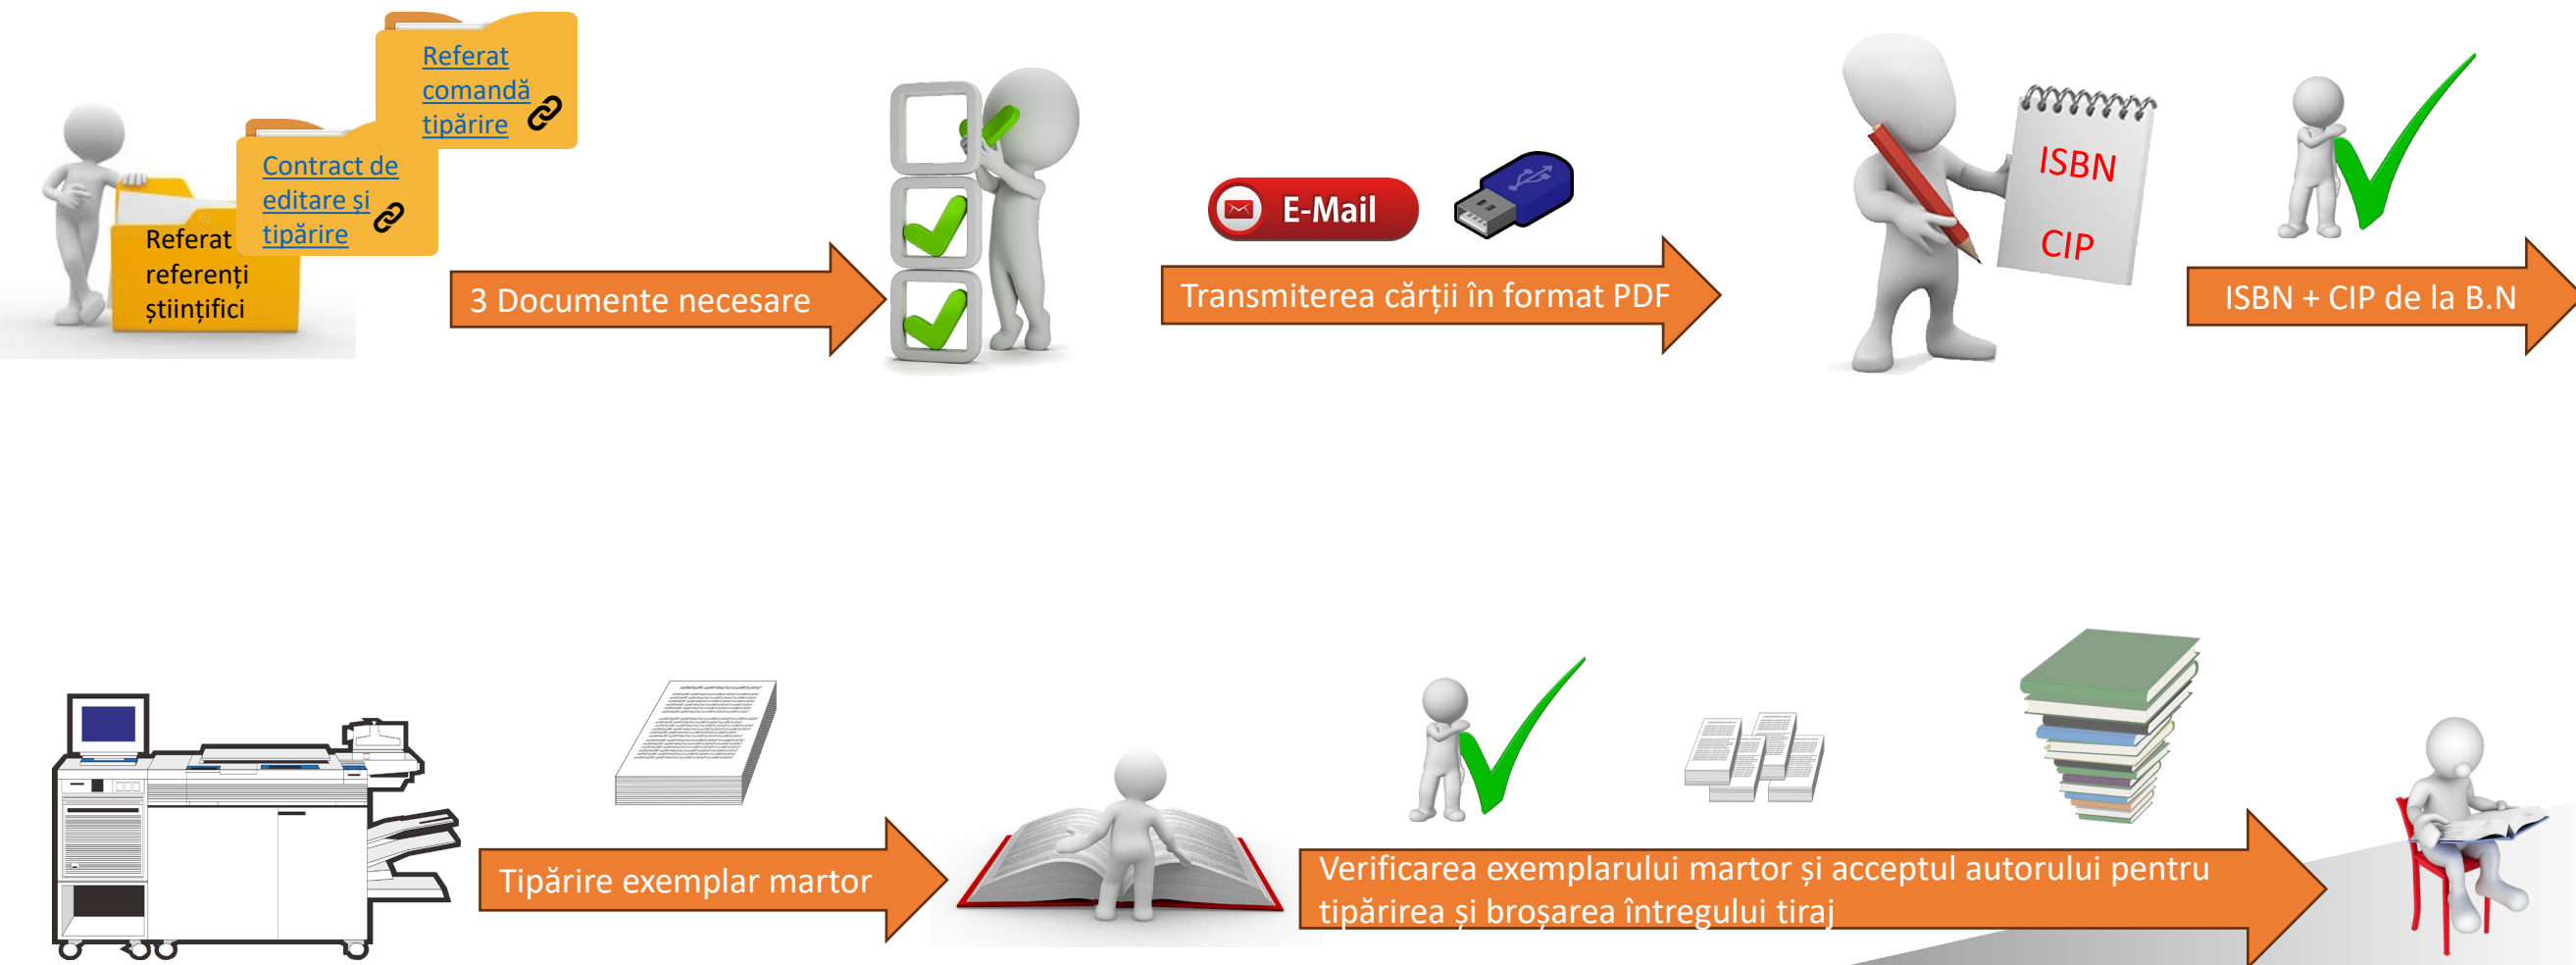 Referat
comandă
tipărire
Contract de
editare și
tipărire
Referat
referenți
științifici
3 Documente necesare
E-Mail
Transmiterea cărții în format PDF
ISBN
CIP
ISBN + CIP de la B.N
Tipărire exemplar martor
Verificarea exemplarului martor și acceptul autorului pentru
tipărirea și broșarea întregului tiraj